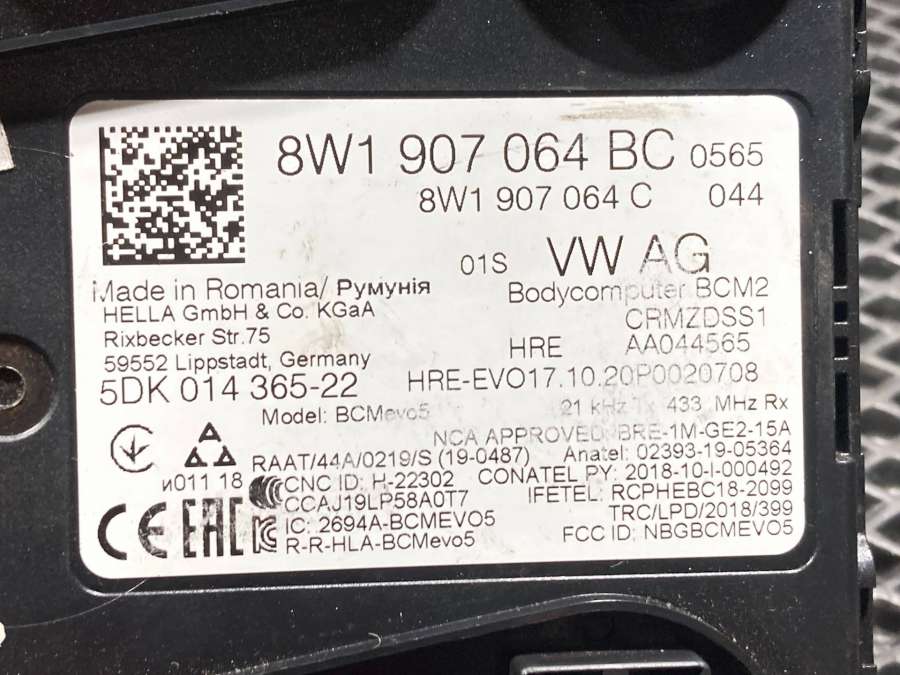 8W1 907 064 BC 0565
8W1 907 064 C 044
01S VW AG
Made in Romania/ Румунія
Bodycomputer BCM2
HELLA GmbH & Co. KGaA
CRMZDSS1
Rixbecker Str.75
HRE AA044565
59552 Lippstadt, Germany
5DK 014 365-22
HRE-EVO17.10.20P0020708
Model: BCMevo5
21 kHz Tx 433 MHz Rx
NCA APPROVED: BRE-1M-GE2-15A
RAAT/44A/0219/S (19-0487)
Anatel: 02393-19-05364
и011 18
CNC ID: H-22302
CONATEL PY: 2018-10-I-000492
CCAJ19LP58A0T7
IFETEL: RCPHEBC18-2099
CE EAC
IC: 2694A-BCMEVO5
TRC/LPD/2018/399
R-R-HLA-BCMevo5
FCC ID: NBGBCMEVO5